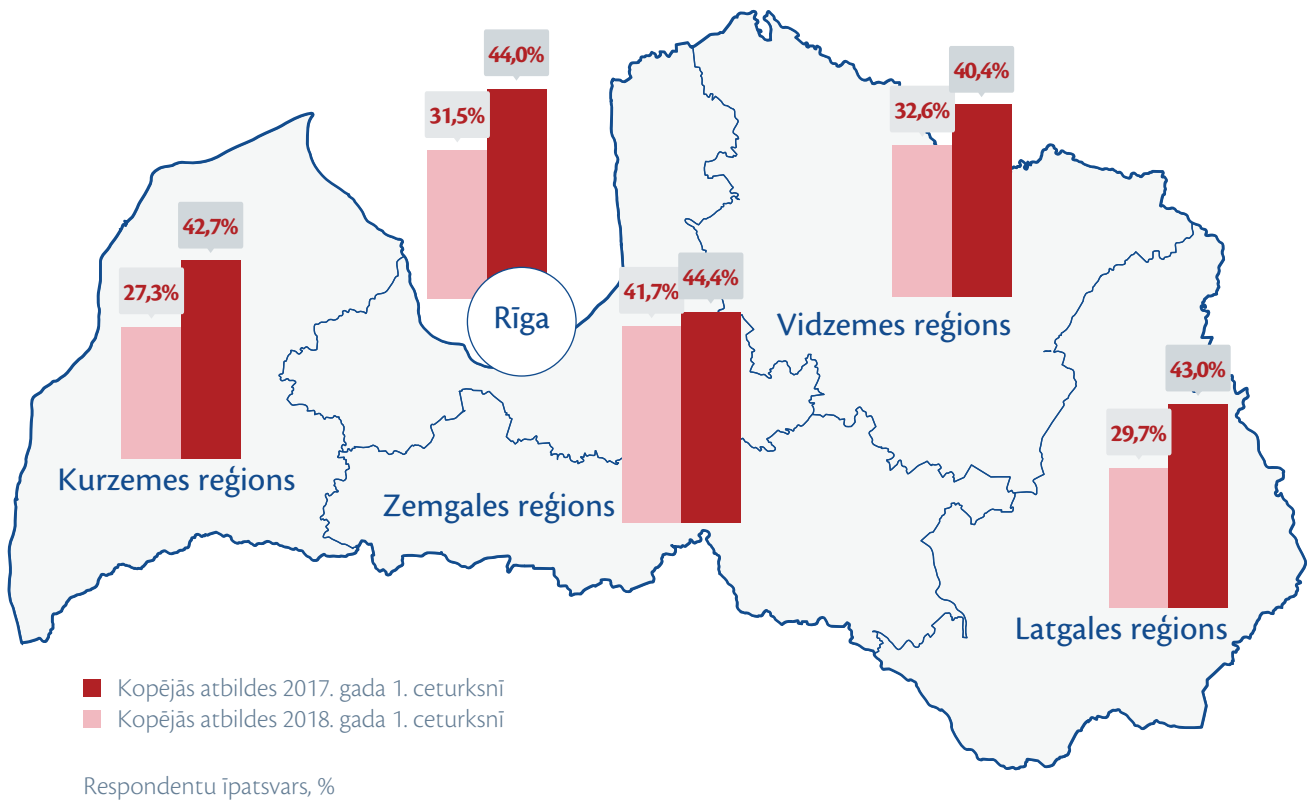 44,0%
31,5%
Rīga
40,4%
32,6%
Vidzemes reģions
42,7%
27,3%
Kurzemes reģions
41,7%
44,4%
Zemgales reģions
43,0%
29,7%
Latgales reģions
Kopējās atbildes 2017. gada 1. ceturksnī
Kopējās atbildes 2018. gada 1. ceturksnī
Respondentu īpatsvars, %